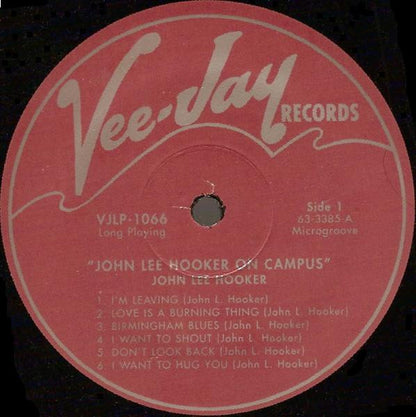 Vee-Jay RECORDS
VJLP-1066
Long Playing
Side 1
63-3385-A
Microgroove
"JOHN LEE HOOKER ON CAMPUS"
JOHN LEE HOOKER
1. I'M LEAVING (John L. Hooker)
2. LOVE IS A BURNING THING (John L. Hooker)
3. BIRMINGHAM BLUES (John L. Hooker)
4. I WANT TO SHOUT (John L. Hooker)
5. DON'T LOOK BACK (John L. Hooker)
6. I WANT TO HUG YOU (John L. Hooker)